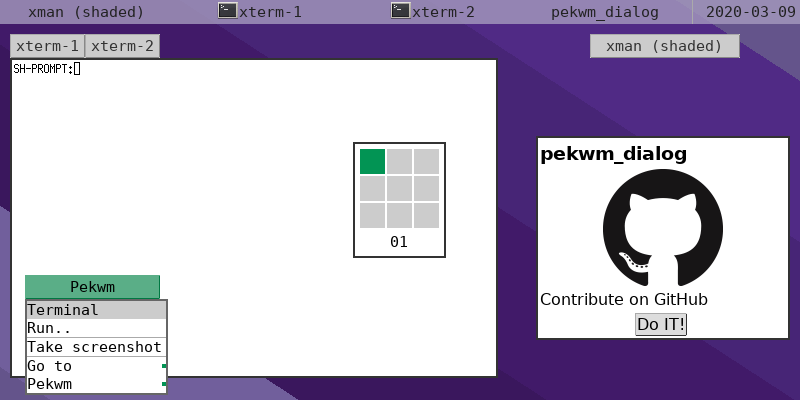 xman (shaded) xterm-1 xterm-2 pekwm_dialog 2020-03-09
xterm-1 xterm-2 xman (shaded)
SH-PROMPT:
pekwm_dialog
01
Pekwm
Terminal
Run..
Take screenshot
Go to
Pekwm
Contribute on GitHub
Do IT!